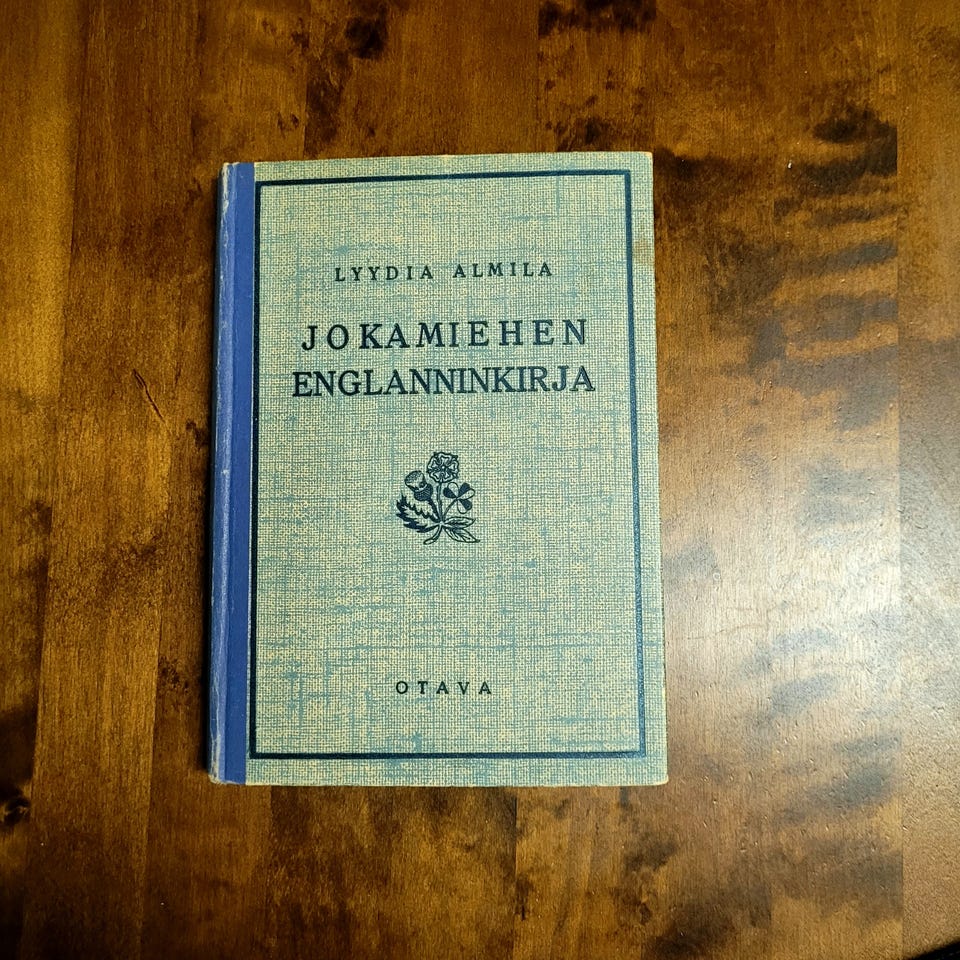 LYYDIA ALMILA
JOKAMIEHEN
ENGLANNINKIRJA
OTAVA